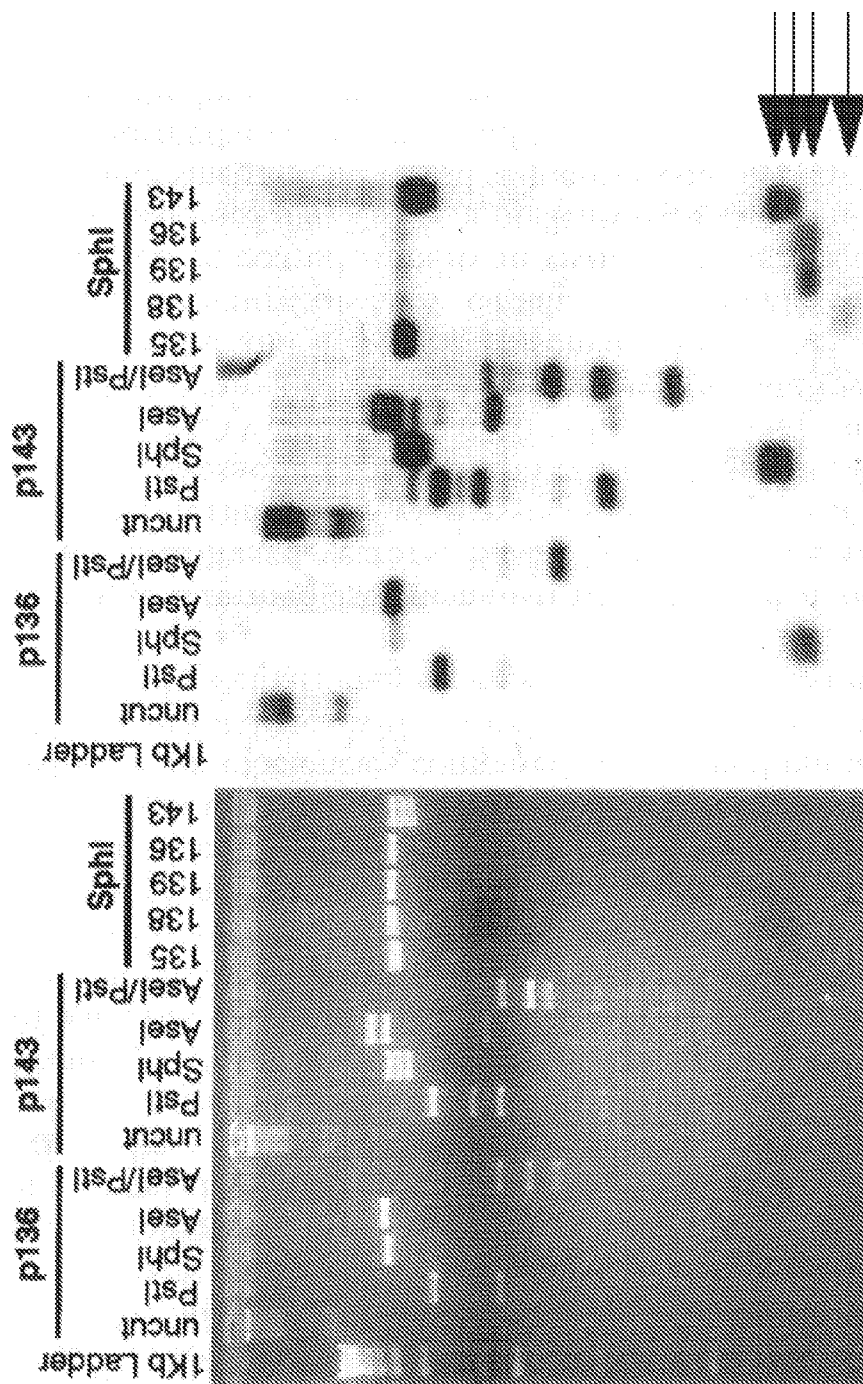 1Kb Ladder
p136
uncut
PstI
SphI
AseI
AseI/PstI
p143
uncut
PstI
SphI
AseI
AseI/PstI
SphI
135
138
139
136
143
1Kb Ladder
p136
uncut
PstI
SphI
AseI
AseI/PstI
p143
uncut
PstI
SphI
AseI
AseI/PstI
SphI
135
138
139
136
143